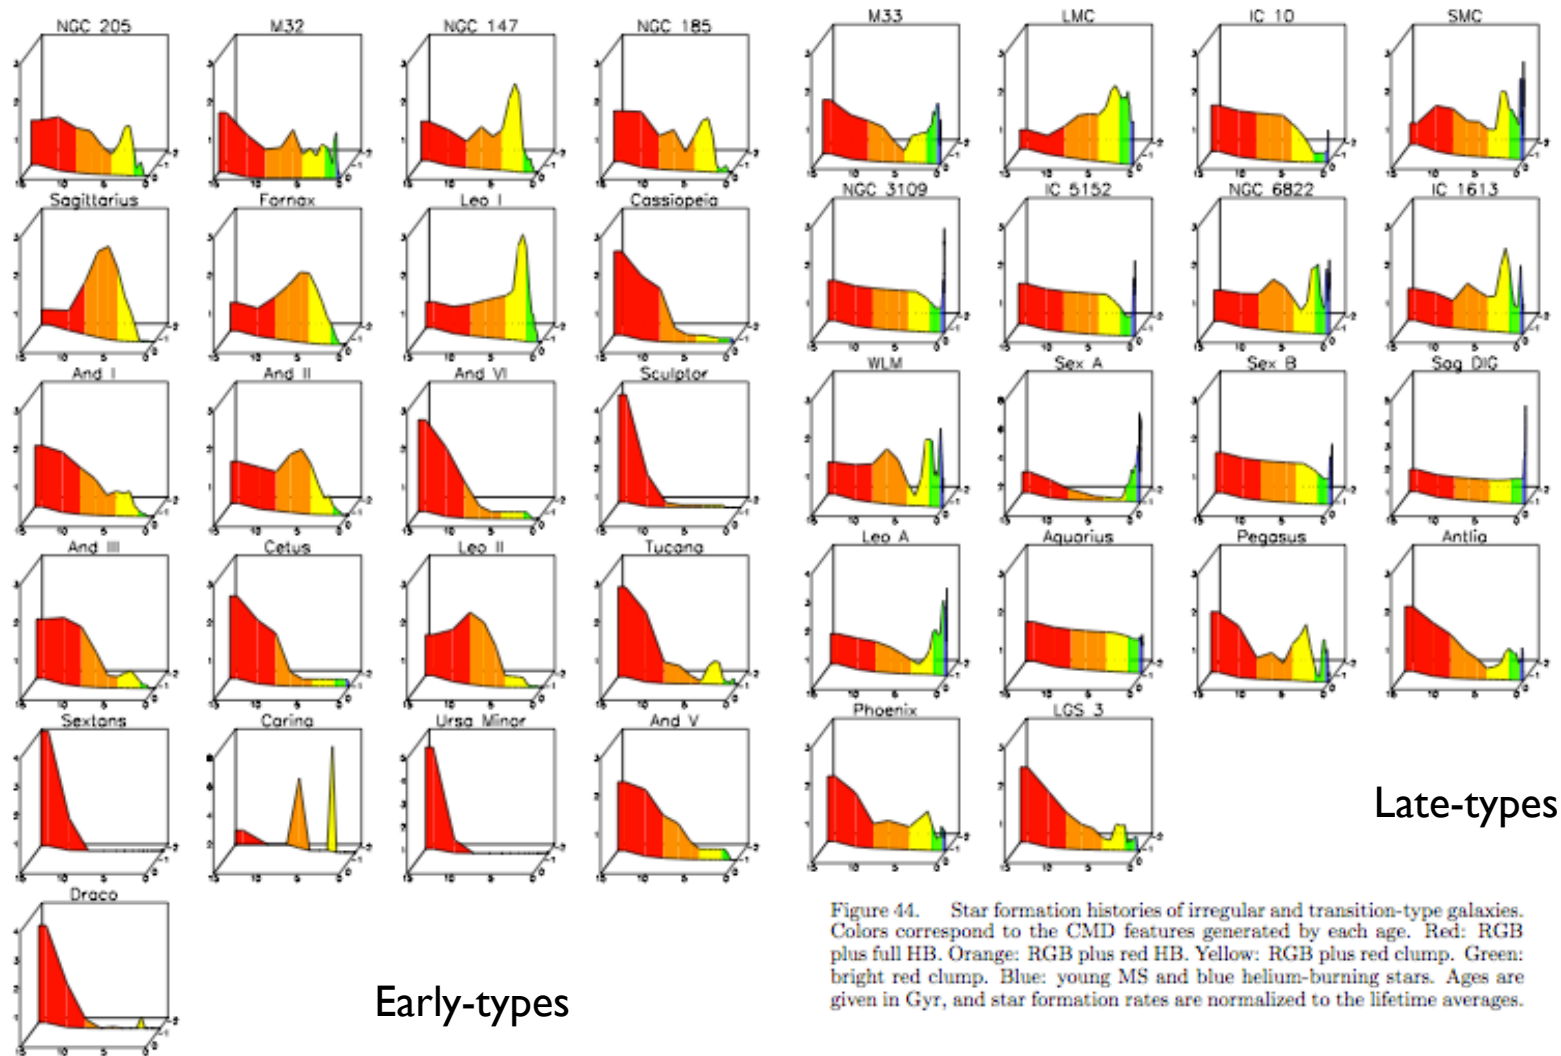 NGC 205 M32 NGC 147 NGC 185
Sagittarius Fornax Leo I Cassiopeia
And I And II And VI Sculptor
And III Cetus Leo II Tucana
Sextans Carina Ursa Minor And V
Draco
Early-types
M33 LMC IC 10 SMC
NGC 3109 IC 5152 NGC 6822 IC 1613
WLM Sex A Sex B Sag DIG
Leo A Aquarius Pegasus Antlia
Phoenix LGS 3
Late-types
Figure 44. Star formation histories of irregular and transition-type galaxies.
Colors correspond to the CMD features generated by each age. Red: RGB
plus full HB. Orange: RGB plus red HB. Yellow: RGB plus red clump. Green:
bright red clump. Blue: young MS and blue helium-burning stars. Ages are
given in Gyr, and star formation rates are normalized to the lifetime averages.